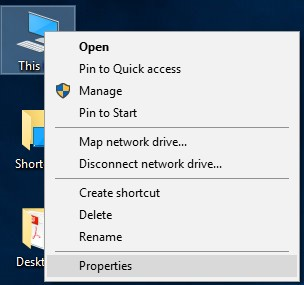 This
Open
Pin to Quick access
Manage
Pin to Start
Map network drive...
Disconnect network drive...
Short
Create shortcut
Delete
Rename
Deskt
Properties